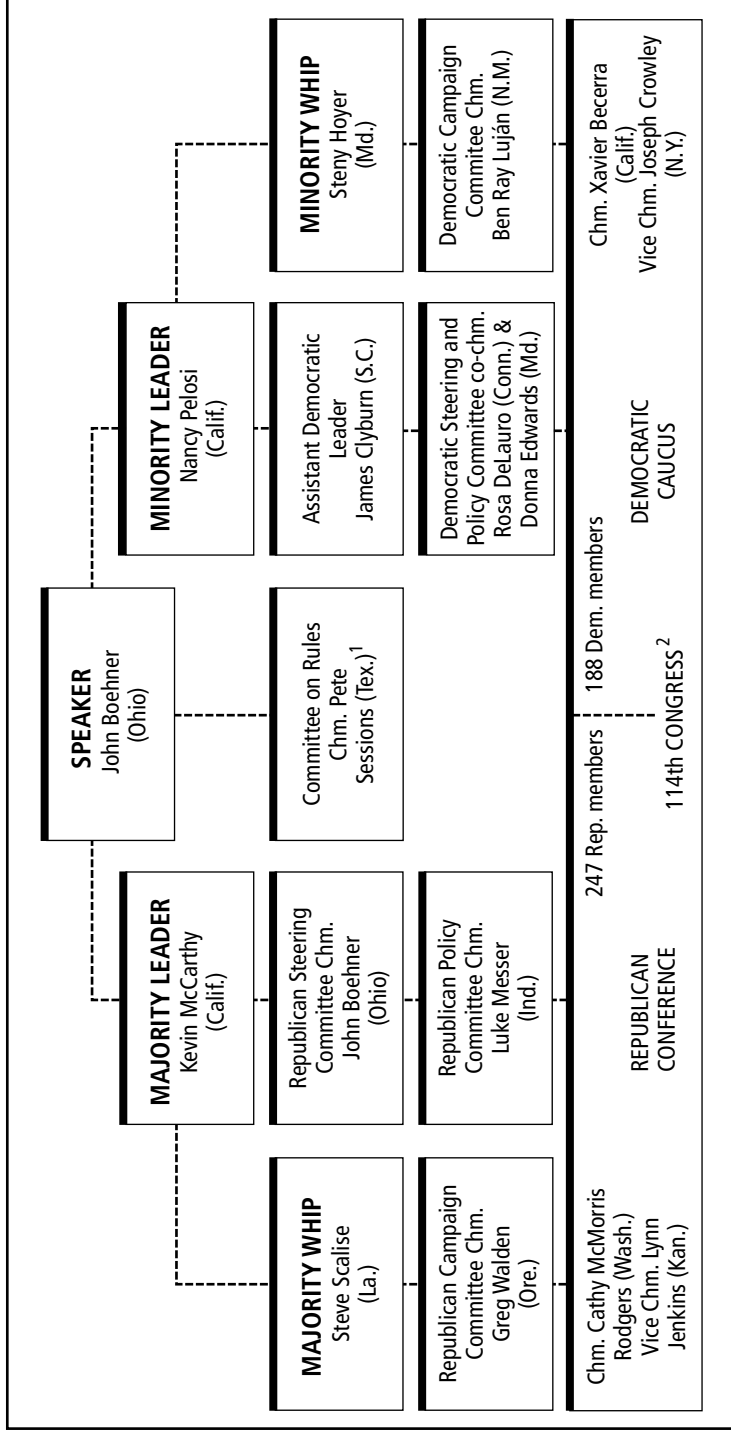 SPEAKER
John Boehner
(Ohio)
MAJORITY LEADER
Kevin McCarthy
(Calif.)
MINORITY LEADER
Nancy Pelosi
(Calif.)
MAJORITY WHIP
Steve Scalise
(La.)
Republican Steering
Committee Chm.
John Boehner
(Ohio)
Committee on Rules
Chm. Pete
Sessions (Tex.)1
Assistant Democratic
Leader
James Clyburn (S.C.)
MINORITY WHIP
Steny Hoyer
(Md.)
Republican Campaign
Committee Chm.
Greg Walden
(Ore.)
Republican Policy
Committee Chm.
Luke Messer
(Ind.)
Democratic Steering and
Policy Committee co-chm.
Rosa DeLauro (Conn.) &
Donna Edwards (Md.)
Democratic Campaign
Commitee Chm.
Ben Ray Luján (N.M.)
Chm. Cathy McMorris
Rodgers (Wash.)
Vice Chm. Lynn
Jenkins (Kan.)
REPUBLICAN
CONFERENCE
247 Rep. members
188 Dem. members
114th CONGRESS2
DEMOCRATIC
CAUCUS
Chm. Xavier Becerra
(Calif.)
Vice Chm. Joseph Crowley
(N.Y.)